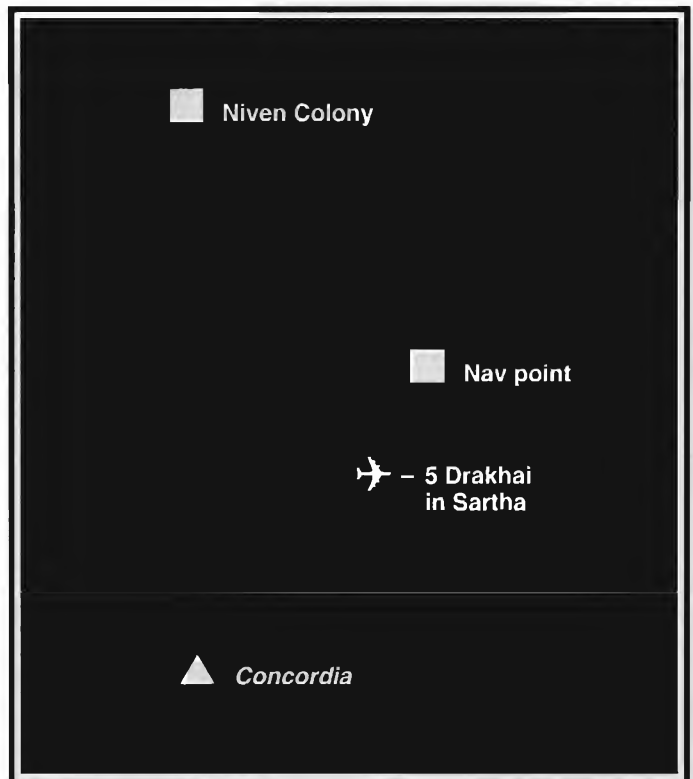 Niven Colony
Nav point
– 5 Drakhai
in Sartha
Concordia